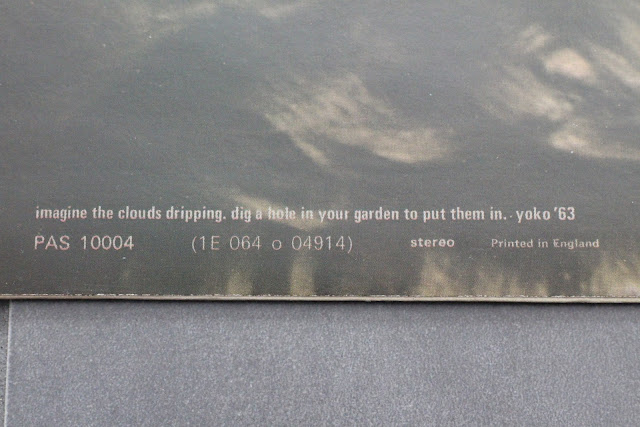 imagine the clouds dripping. dig a hole in your garden to put them in. yoko '63
PAS 10004 (1E 064 o 04914) stereo Printed in England